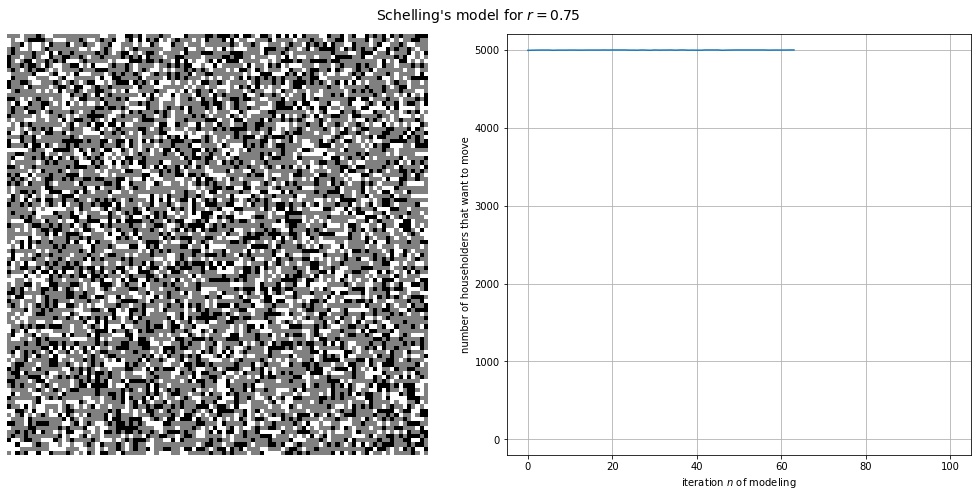 Schelling's model for r = 0.75
number of householders that want to move
5000
4000
3000
2000
1000
0
0 20 40 60 80 100
iteration n of modeling